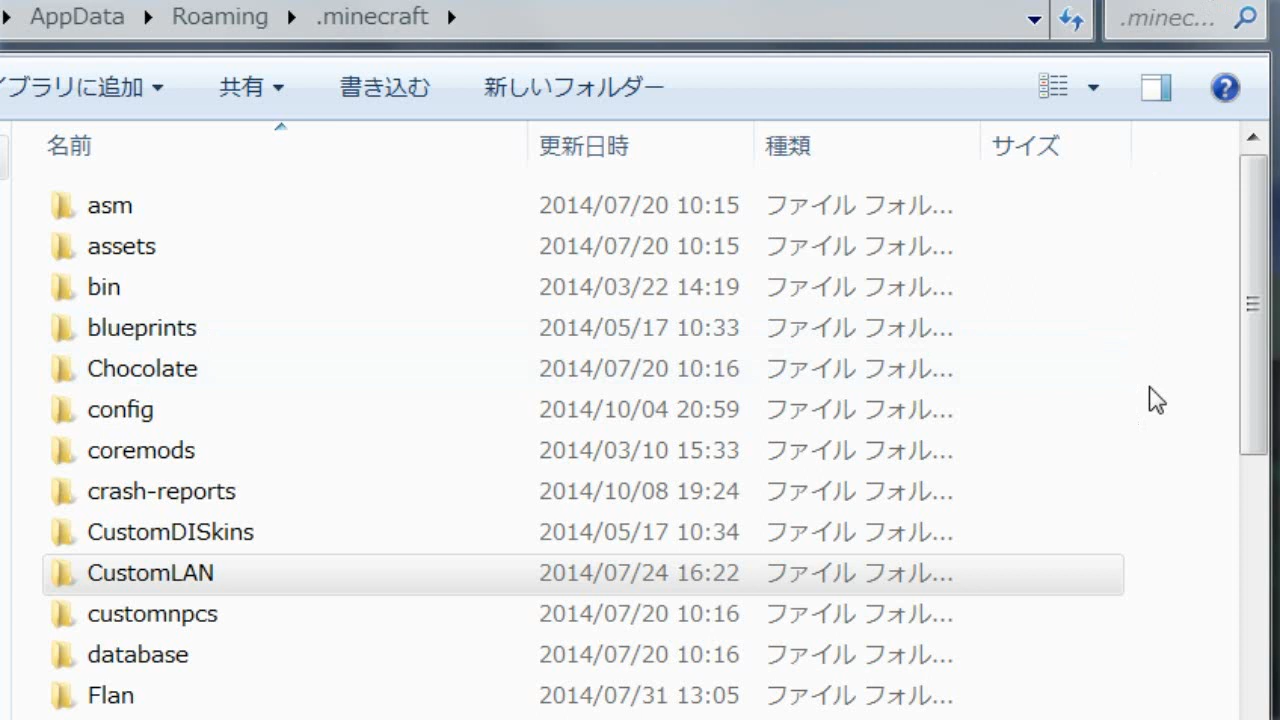 AppData Roaming .minecraft .minec...
イブラリに追加 共有 書き込む 新しいフォルダー
名前 更新日時 種類 サイズ
asm 2014/07/20 10:15 ファイル フォル...
assets 2014/07/20 10:15 ファイル フォル...
bin 2014/03/22 14:19 ファイル フォル...
blueprints 2014/05/17 10:33 ファイル フォル...
Chocolate 2014/07/20 10:16 ファイル フォル...
config 2014/10/04 20:59 ファイル フォル...
coremods 2014/03/10 15:33 ファイル フォル...
crash-reports 2014/10/08 19:24 ファイル フォル...
CustomDISkins 2014/05/17 10:34 ファイル フォル...
CustomLAN 2014/07/24 16:22 ファイル フォル...
customnpcs 2014/07/20 10:16 ファイル フォル...
database 2014/07/20 10:16 ファイル フォル...
Flan 2014/07/31 13:05 ファイル フォル...